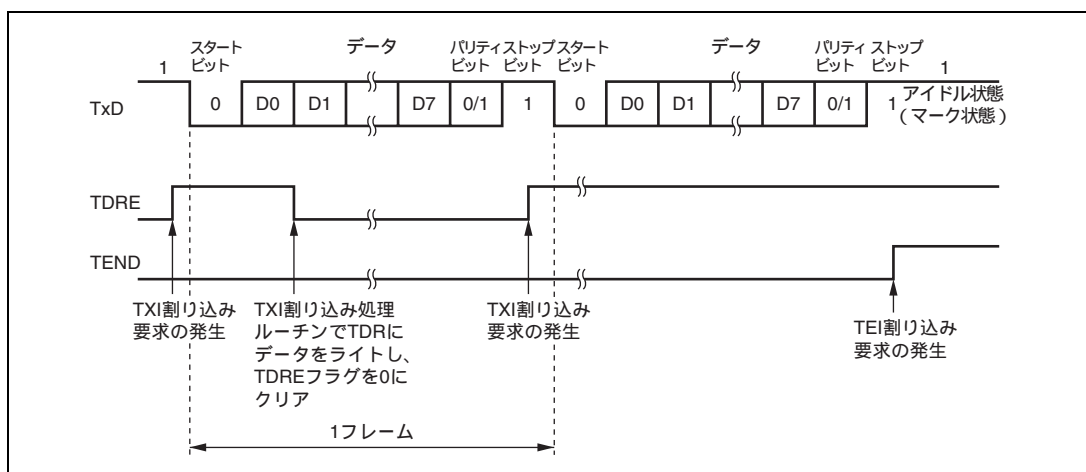 スタート
ビット
データ
パリティ
ビット
ストップ
ビット
スタート
ビット
データ
パリティ
ビット
ストップ
ビット
1
1
TxD
0
D0
D1
D7
0/1
1
0
D0
D1
D7
0/1
1
アイドル状態
(マーク状態)
TDRE
TEND
TXI割り込み
要求の発生
TXI割り込み処理
ルーチンでTDRに
データをライトし、
TDREフラグを0に
クリア
TXI割り込み
要求の発生
TEI割り込み
要求の発生
1フレーム